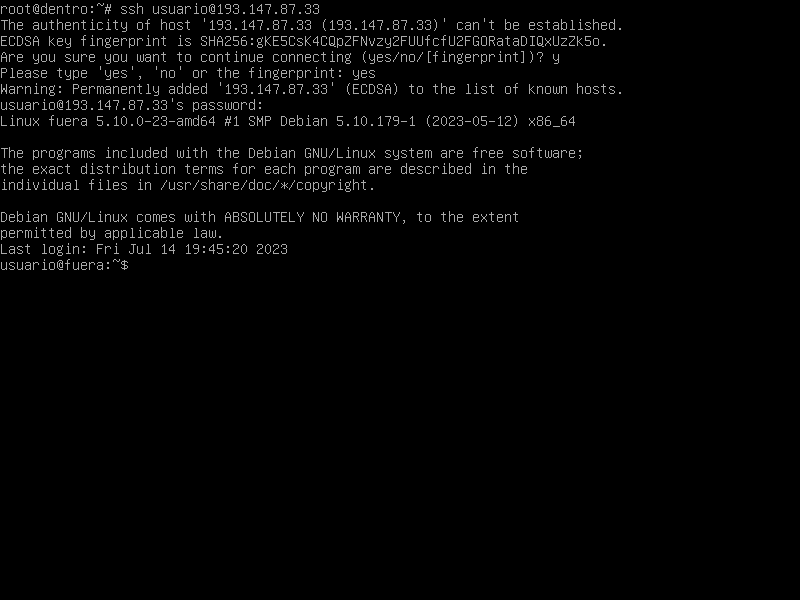 root@dentro:~# ssh usuario@193.147.87.33
The authenticity of host '193.147.87.33 (193.147.87.33)' can't be established.
ECDSA key fingerprint is SHA256:gKE5CsK4CQpZFNvzy2FUUfcfU2FGORataDIQxUzZk5o.
Are you sure you want to continue connecting (yes/no/[fingerprint])? y
Please type 'yes', 'no' or the fingerprint: yes
Warning: Permanently added '193.147.87.33' (ECDSA) to the list of known hosts.
usuario@193.147.87.33's password:
Linux fuera 5.10.0-23-amd64 #1 SMP Debian 5.10.179-1 (2023-05-12) x86_64
The programs included with the Debian GNU/Linux system are free software;
the exact distribution terms for each program are described in the
individual files in /usr/share/doc/*/copyright.
Debian GNU/Linux comes with ABSOLUTELY NO WARRANTY, to the extent
permitted by applicable law.
Last login: Fri Jul 14 19:45:20 2023
usuario@fuera:~$